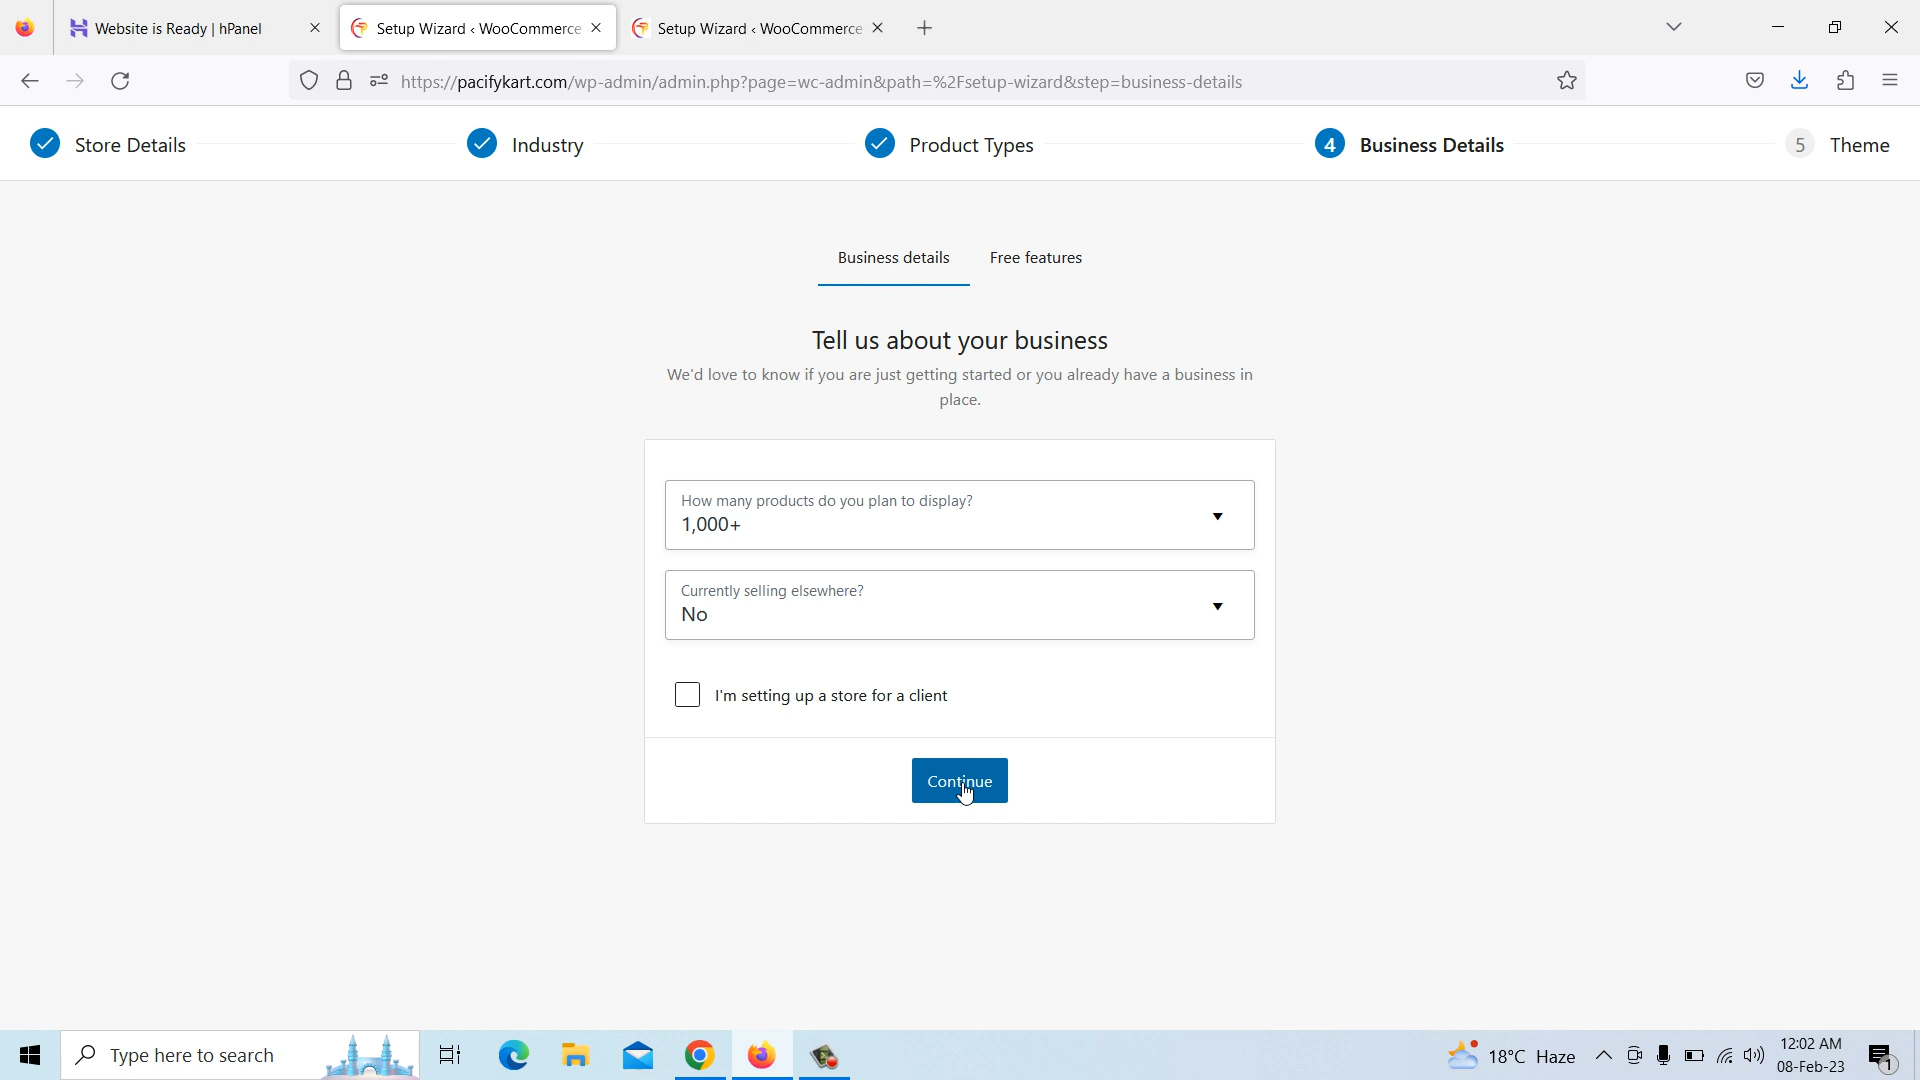 Website is Ready | hPanel
Setup Wizard ‹ WooCommerce
Setup Wizard ‹ WooCommerce
https://pacifykart.com/wp-admin/admin.php?page=wc-admin&path=%2Fsetup-wizard&step=business-details
Store Details
Industry
Product Types
4 Business Details
5 Theme
Business details
Free features
Tell us about your business
We'd love to know if you are just getting started or you already have a business in
place.
How many products do you plan to display?
1,000+
Currently selling elsewhere?
No
I'm setting up a store for a client
Continue
Type here to search
18°C Haze
12:02 AM
08-Feb-23
1